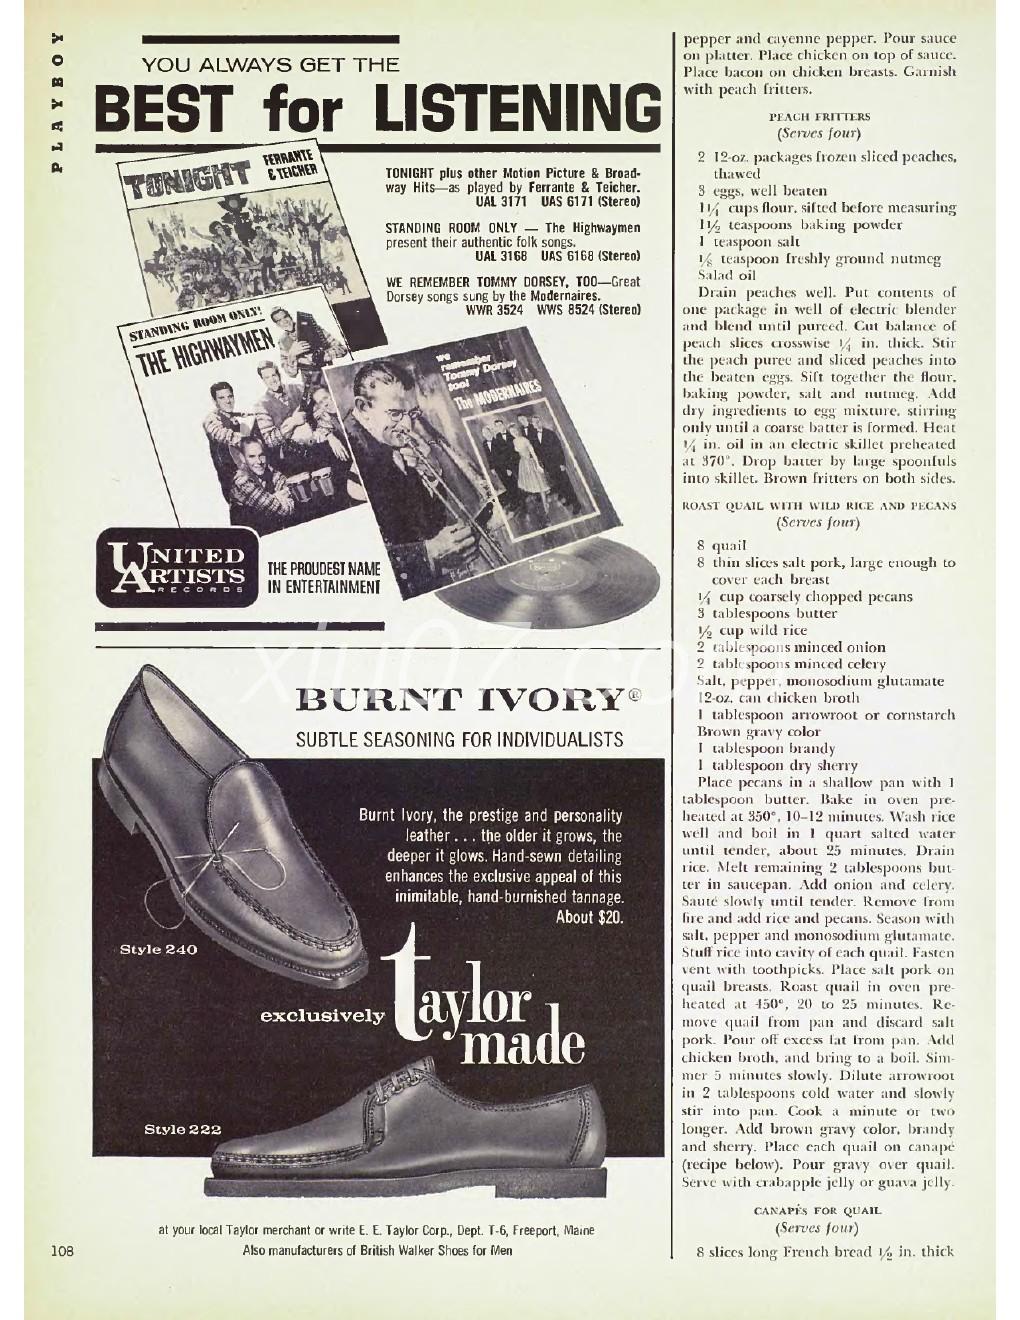 PLAYBOY
YOU ALWAYS GET THE
BEST for LISTENING
TONIGHT
FERRANTE
& TEICHER
TONIGHT plus other Motion Picture & Broad-
way Hits—as played by Ferrante & Teicher.
UAL 3171 UAS 6171 (Stereo)
STANDING ROOM ONLY — The Highwaymen
present their authentic folk songs.
UAL 3168 UAS 6168 (Stereo)
WE REMEMBER TOMMY DORSEY, TOO—Great
Dorsey songs sung by the Modernaires.
WWR 3524 WWS 8524 (Stereo)
STANDING ROOM ONLY!
THE HIGHWAYMEN
we
remember
Tommy Dorsey
too!
The MODERNAIRES
UNITED
ARTISTS
RECORDS
THE PROUDEST NAME
IN ENTERTAINMENT
BURNT IVORY®
SUBTLE SEASONING FOR INDIVIDUALISTS
Burnt Ivory, the prestige and personality
leather . . . the older it grows, the
deeper it glows. Hand-sewn detailing
enhances the exclusive appeal of this
inimitable, hand-burnished tannage.
About $20.
Style 240
exclusively
taylor
made
Style 222
at your local Taylor merchant or write E. E. Taylor Corp., Dept. T-6, Freeport, Maine
Also manufacturers of British Walker Shoes for Men
108
pepper and cayenne pepper. Pour sauce
on platter. Place chicken on top of sauce.
Place bacon on chicken breasts. Garnish
with peach fritters.
PEACH FRITTERS
(Serves four)
2 12-oz. packages frozen sliced peaches,
thawed
3 eggs, well beaten
1¼ cups flour, sifted before measuring
1½ teaspoons baking powder
1 teaspoon salt
⅛ teaspoon freshly ground nutmeg
Salad oil
Drain peaches well. Put contents of
one package in well of electric blender
and blend until pureed. Cut balance of
peach slices crosswise ¼ in. thick. Stir
the peach puree and sliced peaches into
the beaten eggs. Sift together the flour,
baking powder, salt and nutmeg. Add
dry ingredients to egg mixture, stirring
only until a coarse batter is formed. Heat
¼ in. oil in an electric skillet preheated
at 370°. Drop batter by large spoonfuls
into skillet. Brown fritters on both sides.
ROAST QUAIL WITH WILD RICE AND PECANS
(Serves four)
8 quail
8 thin slices salt pork, large enough to
cover each breast
¼ cup coarsely chopped pecans
3 tablespoons butter
½ cup wild rice
2 tablespoons minced onion
2 tablespoons minced celery
Salt, pepper, monosodium glutamate
12-oz. can chicken broth
1 tablespoon arrowroot or cornstarch
Brown gravy color
1 tablespoon brandy
1 tablespoon dry sherry
Place pecans in a shallow pan with 1
tablespoon butter. Bake in oven pre-
heated at 350°, 10–12 minutes. Wash rice
well and boil in 1 quart salted water
until tender, about 25 minutes. Drain
rice. Melt remaining 2 tablespoons but-
ter in saucepan. Add onion and celery.
Sauté slowly until tender. Remove from
fire and add rice and pecans. Season with
salt, pepper and monosodium glutamate.
Stuff rice into cavity of each quail. Fasten
vent with toothpicks. Place salt pork on
quail breasts. Roast quail in oven pre-
heated at 450°, 20 to 25 minutes. Re-
move quail from pan and discard salt
pork. Pour off excess fat from pan. Add
chicken broth, and bring to a boil. Sim-
mer 5 minutes slowly. Dilute arrowroot
in 2 tablespoons cold water and slowly
stir into pan. Cook a minute or two
longer. Add brown gravy color, brandy
and sherry. Place each quail on canapé
(recipe below). Pour gravy over quail.
Serve with crabapple jelly or guava jelly.
CANAPÉS FOR QUAIL
(Serves four)
8 slices long French bread ½ in. thick